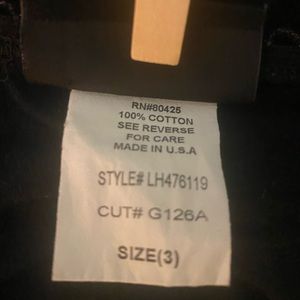 RN#80425
100% COTTON
SEE REVERSE
FOR CARE
MADE IN U.S.A
STYLE# LH476119
CUT# G126A
SIZE(3)